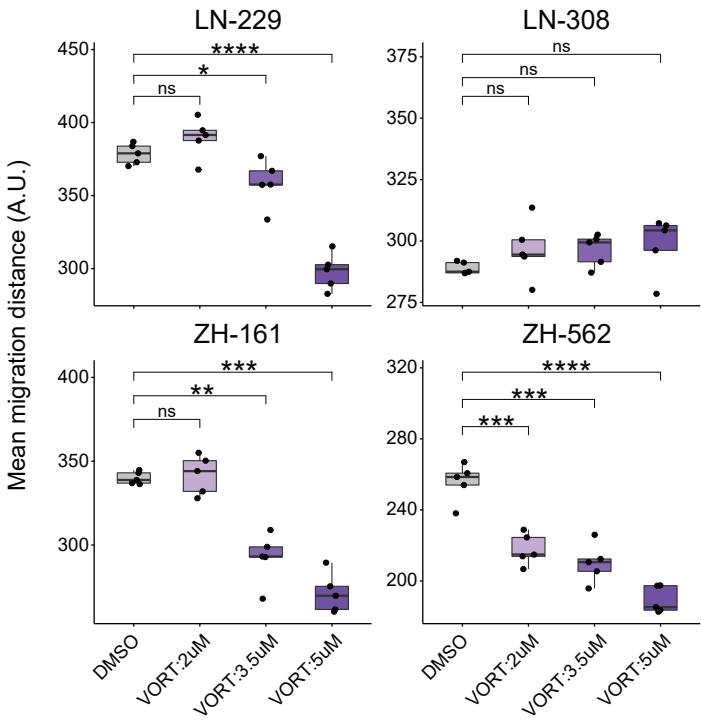 LN-229
LN-308
450
400
350
300
****
*
ns
375
350
325
300
275
ns
ns
ns
Mean migration distance (A.U.)
ZH-161
ZH-562
400
350
300
***
**
ns
320
280
240
200
****
***
***
DMSO
VORT:2uM
VORT:3.5uM
VORT:5uM
DMSO
VORT:2uM
VORT:3.5uM
VORT:5uM